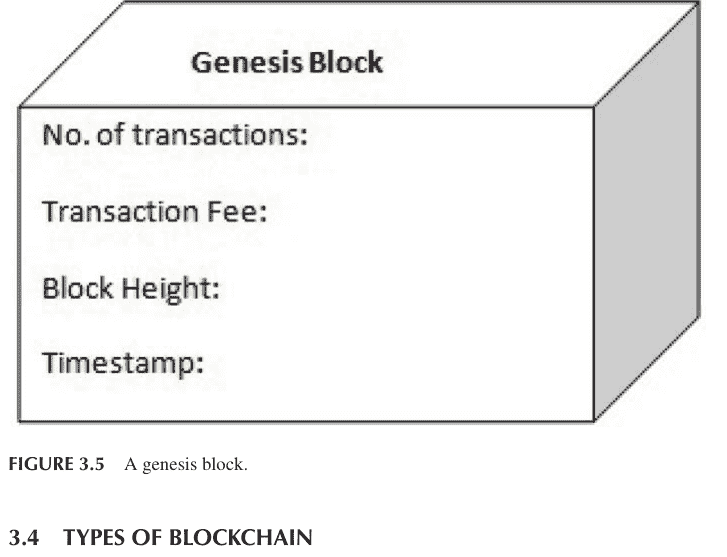 Genesis Block
No. of transactions:
Transaction Fee:
Block Height:
Timestamp:
FIGURE 3.5 A genesis block.
3.4 TYPES OF BLOCKCHAIN